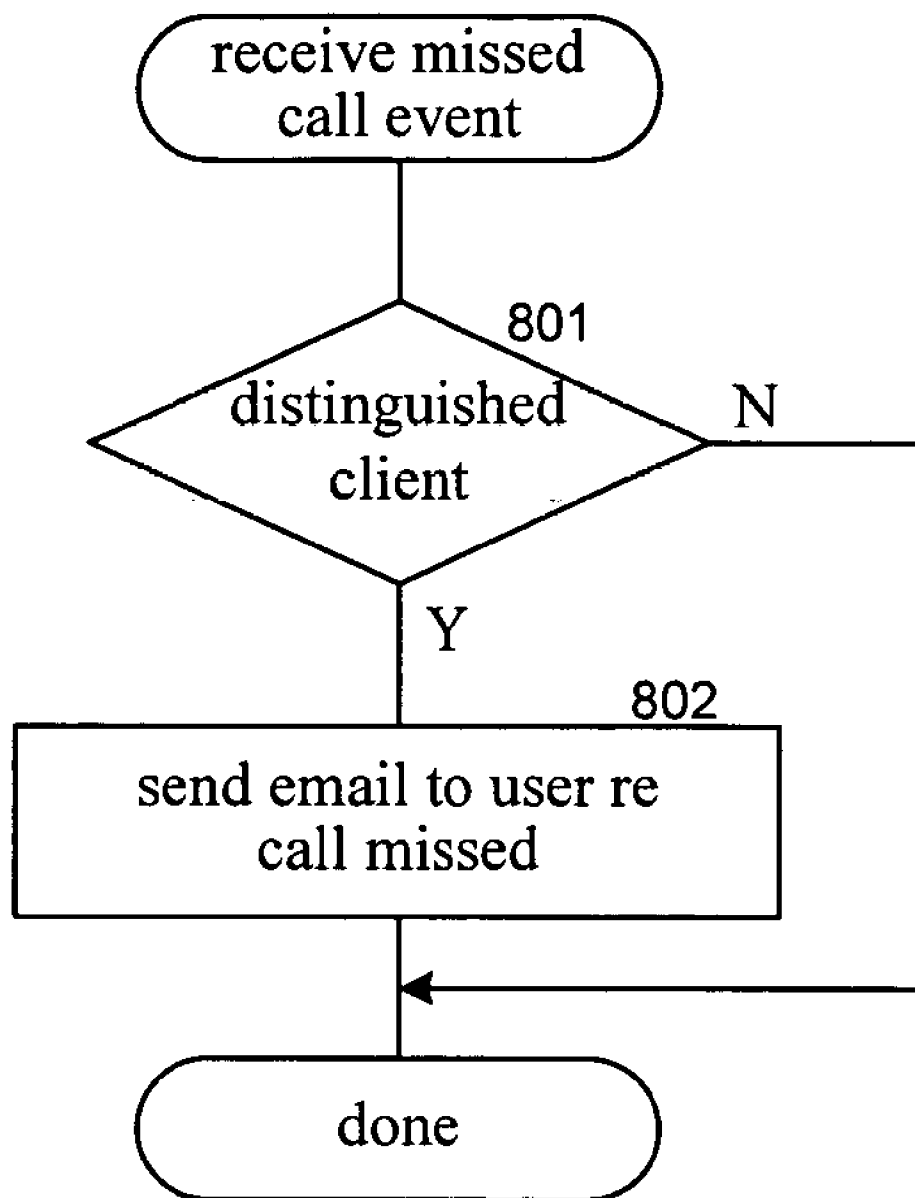 receive missed
call event
801
distinguished
client
N
Y
802
send email to user re
call missed
done